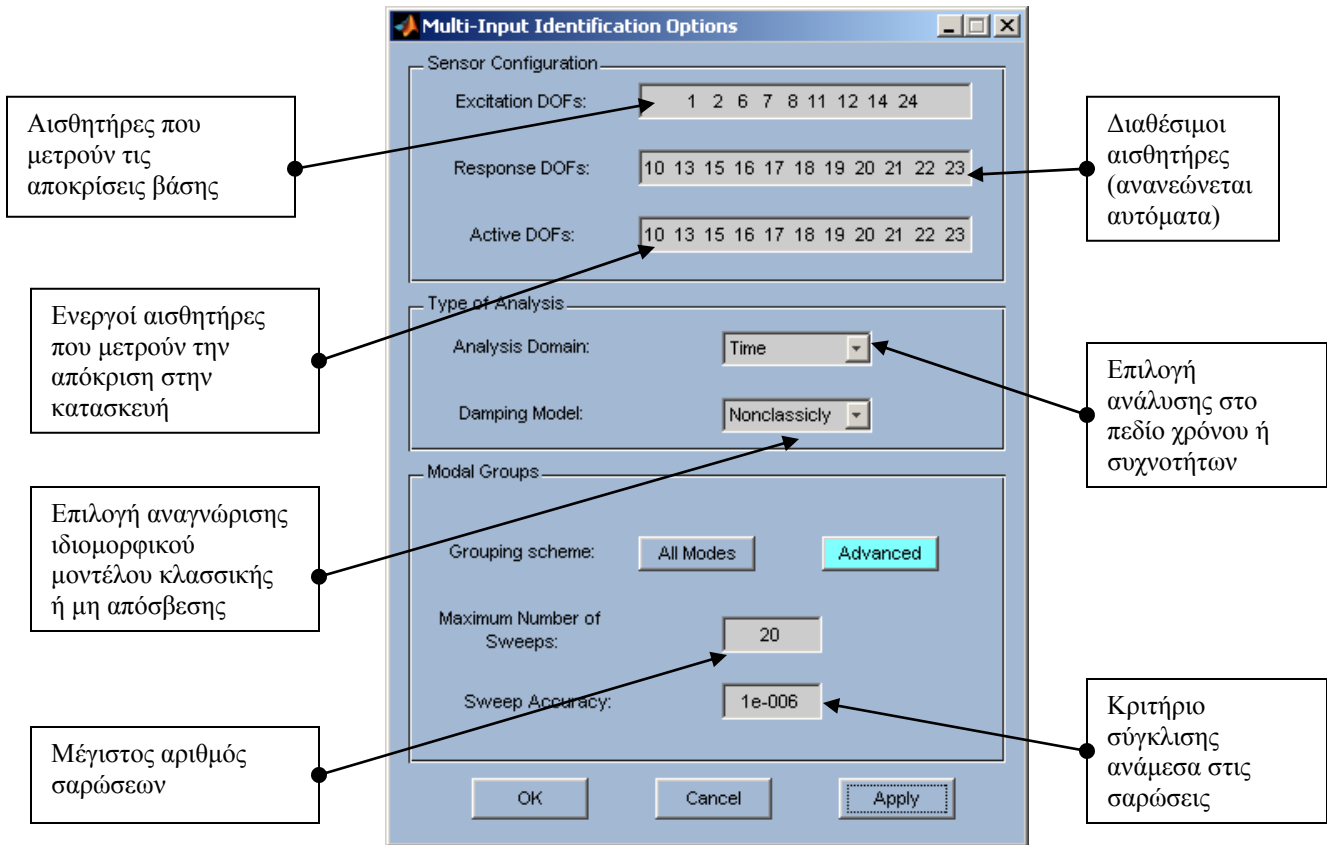 Multi-Input Identification Options
Sensor Configuration
Excitation DOFs:
1 2 6 7 8 11 12 14 24
Response DOFs:
10 13 15 16 17 18 19 20 21 22 23
Active DOFs:
10 13 15 16 17 18 19 20 21 22 23
Type of Analysis
Analysis Domain:
Time
Damping Model:
Nonclassicly
Modal Groups
Grouping scheme:
All Modes
Advanced
Maximum Number of
Sweeps:
20
Sweep Accuracy:
1e-006
OK
Cancel
Apply
Αισθητήρες που
μετρούν τις
αποκρίσεις βάσης
Ενεργοί αισθητήρες
που μετρούν την
απόκριση στην
κατασκευή
Επιλογή αναγνώρισης
ιδιομορφικού
μοντέλου κλασσικής
ή μη απόσβεσης
Μέγιστος αριθμός
σαρώσεων
Διαθέσιμοι
αισθητήρες
(ανανεώνεται
αυτόματα)
Επιλογή
ανάλυσης στο
πεδίο χρόνου ή
συχνοτήτων
Κριτήριο
σύγκλισης
ανάμεσα στις
σαρώσεις